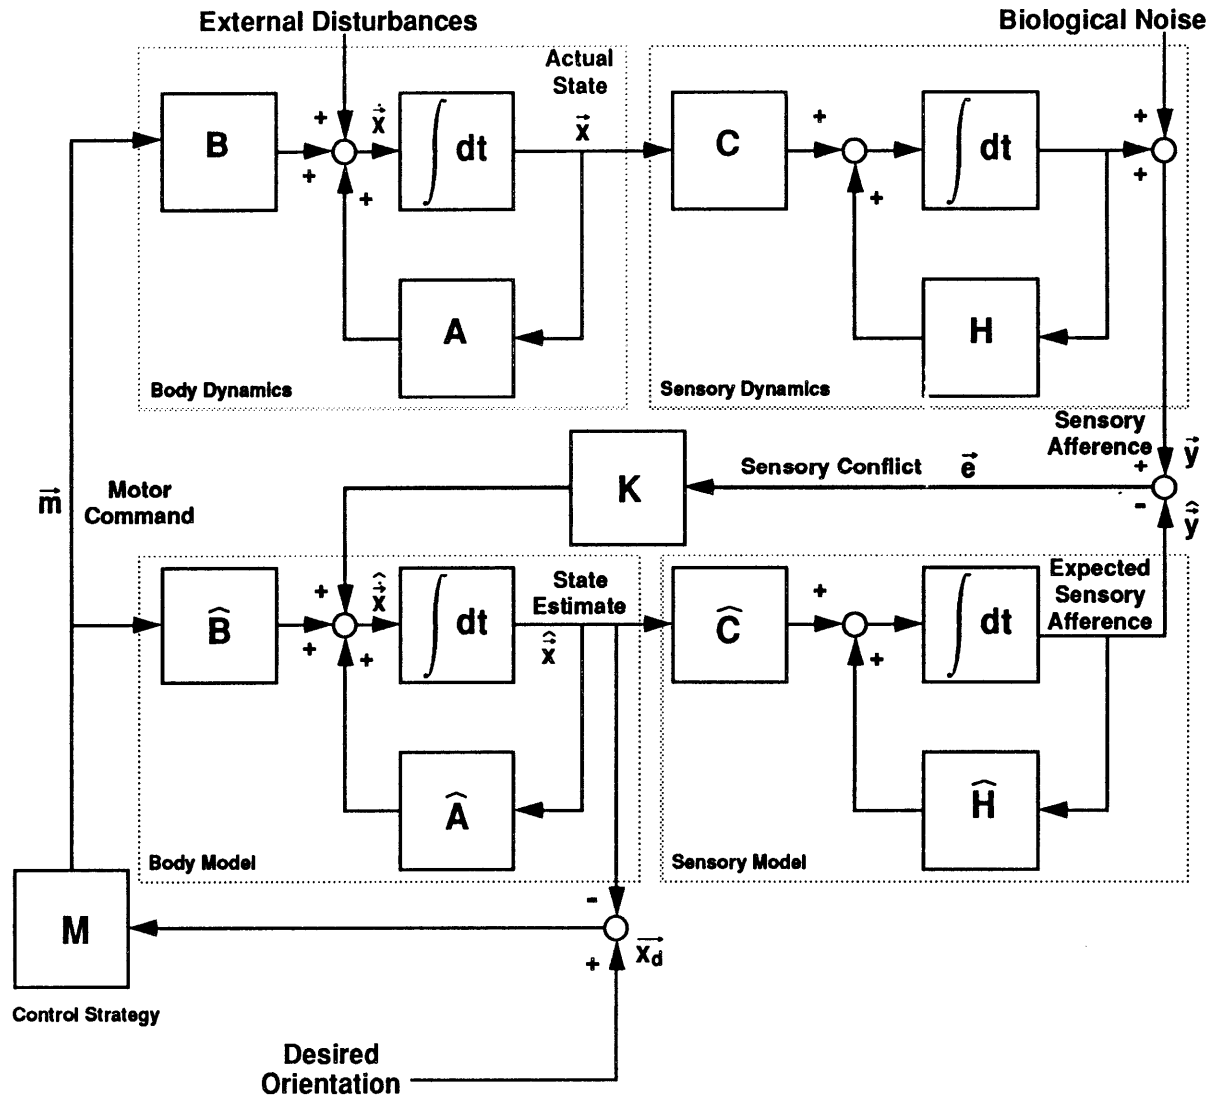 External Disturbances
Biological Noise
Actual
State
+
ẋ⃗
∫ dt
x⃗
B
+
+
A
Body Dynamics
C
+
∫ dt
+
+
+
H
Sensory Dynamics
Sensory
Afference
+
y⃗
Sensory Conflict e⃗
K
-
ŷ⃗
m⃗
Motor
Command
B̂
+
+
+
x̂̇⃗
∫ dt
State
Estimate
x̂⃗
Â
Body Model
Ĉ
+
+
∫ dt
Expected
Sensory
Afference
Ĥ
Sensory Model
M
-
+
x⃗d
Control Strategy
Desired
Orientation